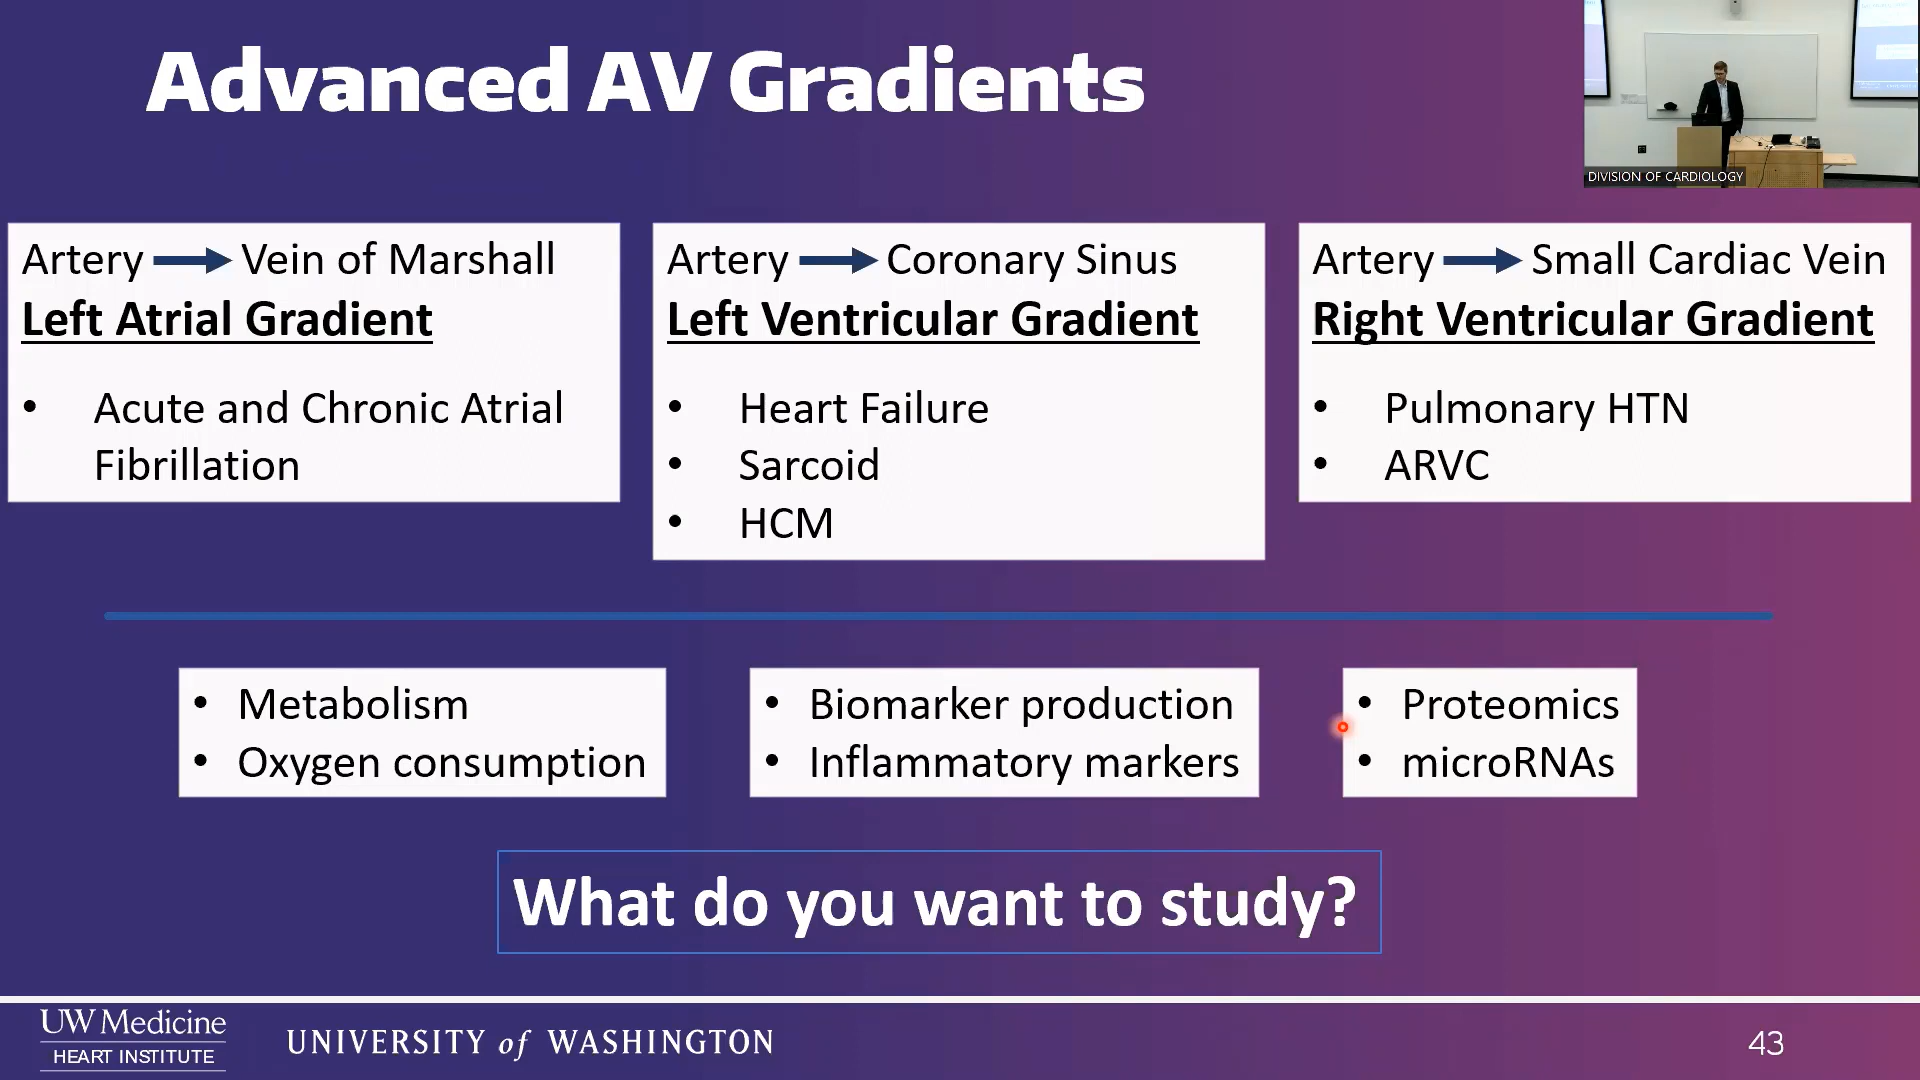 Advanced AV Gradients
DIVISION OF CARDIOLOGY
Artery Vein of Marshall
Left Atrial Gradient
• Acute and Chronic Atrial
Fibrillation
Artery Coronary Sinus
Left Ventricular Gradient
• Heart Failure
• Sarcoid
• HCM
Artery Small Cardiac Vein
Right Ventricular Gradient
• Pulmonary HTN
• ARVC
• Metabolism
• Oxygen consumption
• Biomarker production
• Inflammatory markers
• Proteomics
• microRNAs
What do you want to study?
UW Medicine
HEART INSTITUTE
UNIVERSITY of WASHINGTON
43